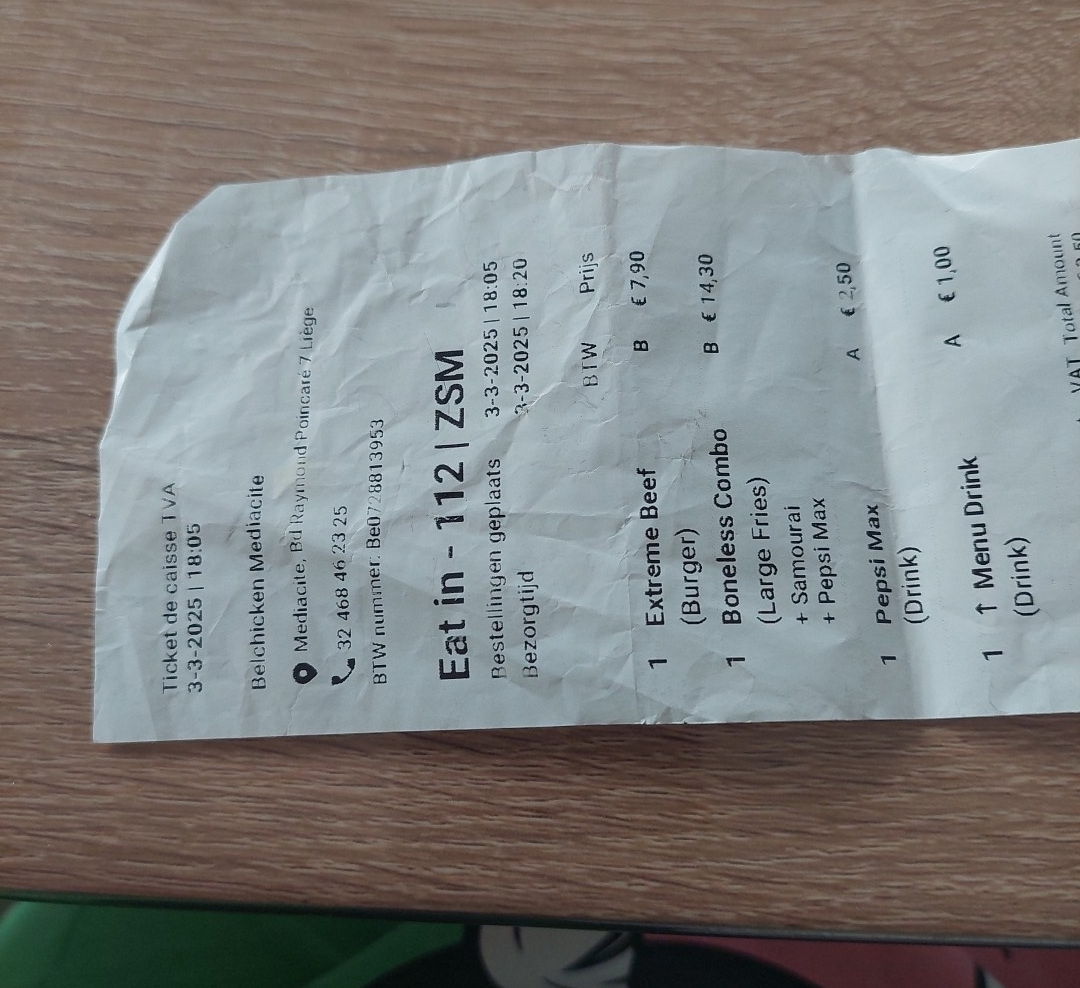 Ticket de caisse TVA
3-3-2025 | 18:05
Belchicken Mediacite
Mediacite, Bd Raymond Poincaré 7 Liège
32 468 46 23 25
BTW nummer: Be0728813953
Eat in - 112 | ZSM
Bestellingen geplaats 3-3-2025 | 18:05
Bezorgtijd 3-3-2025 | 18:20
BTW Prijs
1 Extreme Beef B € 7,90
(Burger)
1 Boneless Combo B € 14,30
(Large Fries)
+ Samourai
+ Pepsi Max
1 Pepsi Max A € 2,50
(Drink)
1 ↑ Menu Drink A € 1,00
(Drink)
VAT Total Amount